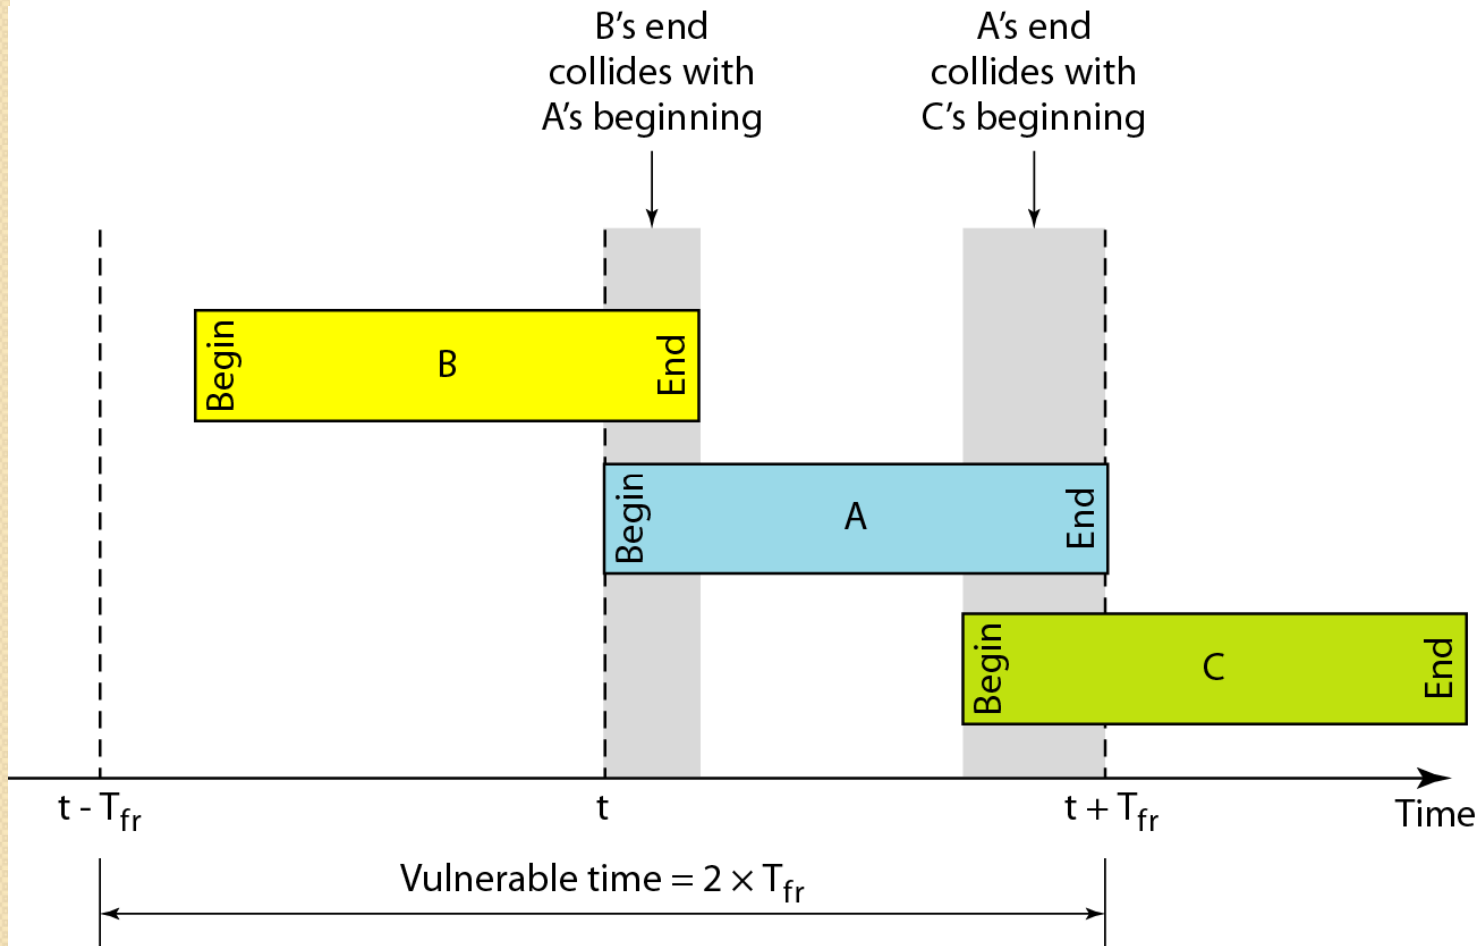 B’s end
collides with
A’s beginning
A’s end
collides with
C’s beginning
Begin
B
End
Begin
A
End
Begin
C
End
t - Tfr
t
t + Tfr
Time
Vulnerable time = 2 × Tfr